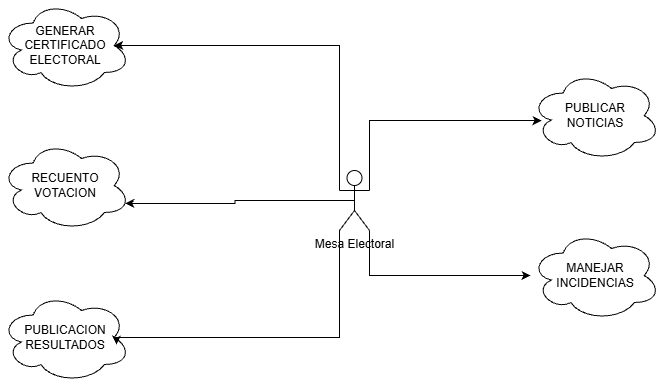 GENERAR
CERTIFICADO
ELECTORAL
PUBLICAR
NOTICIAS
RECUENTO
VOTACION
Mesa Electoral
MANEJAR
INCIDENCIAS
PUBLICACION
RESULTADOS